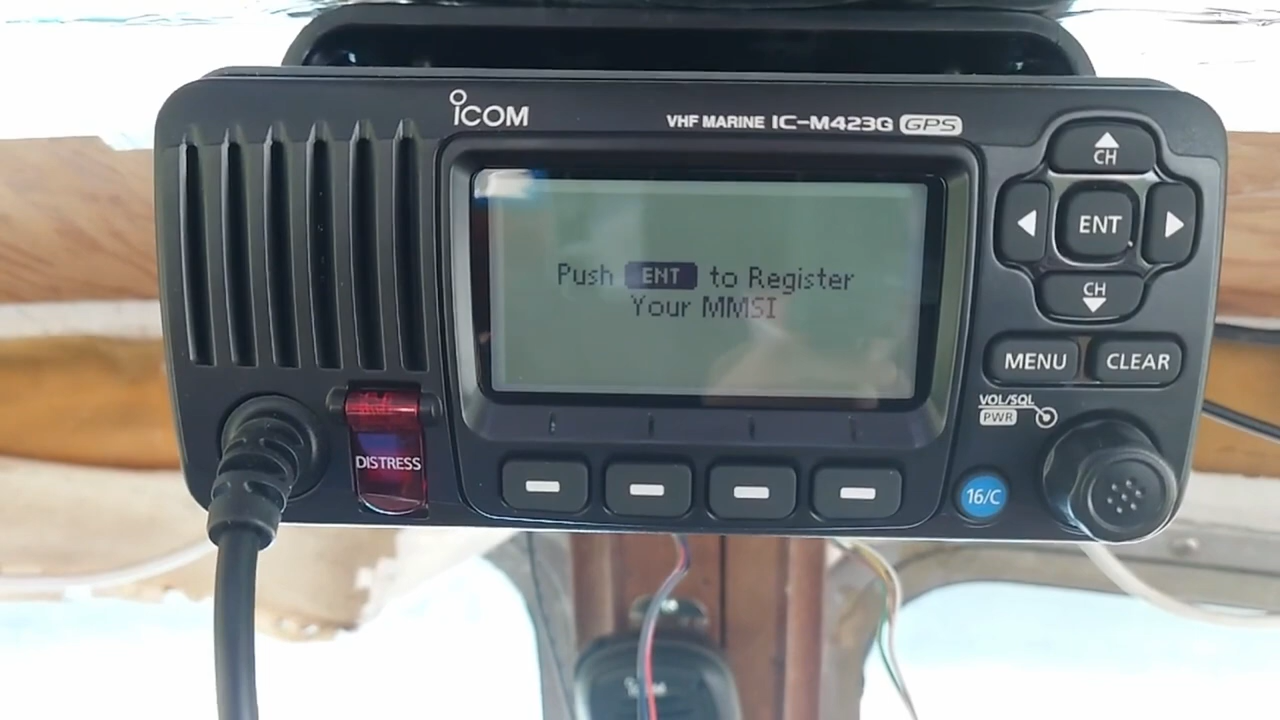 ICOM
VHF MARINE IC-M423G GPS
CH
ENT
CH
Push ENT to Register
Your MMSI
MENU
CLEAR
VOL/SQL
PWR
DISTRESS
16/C